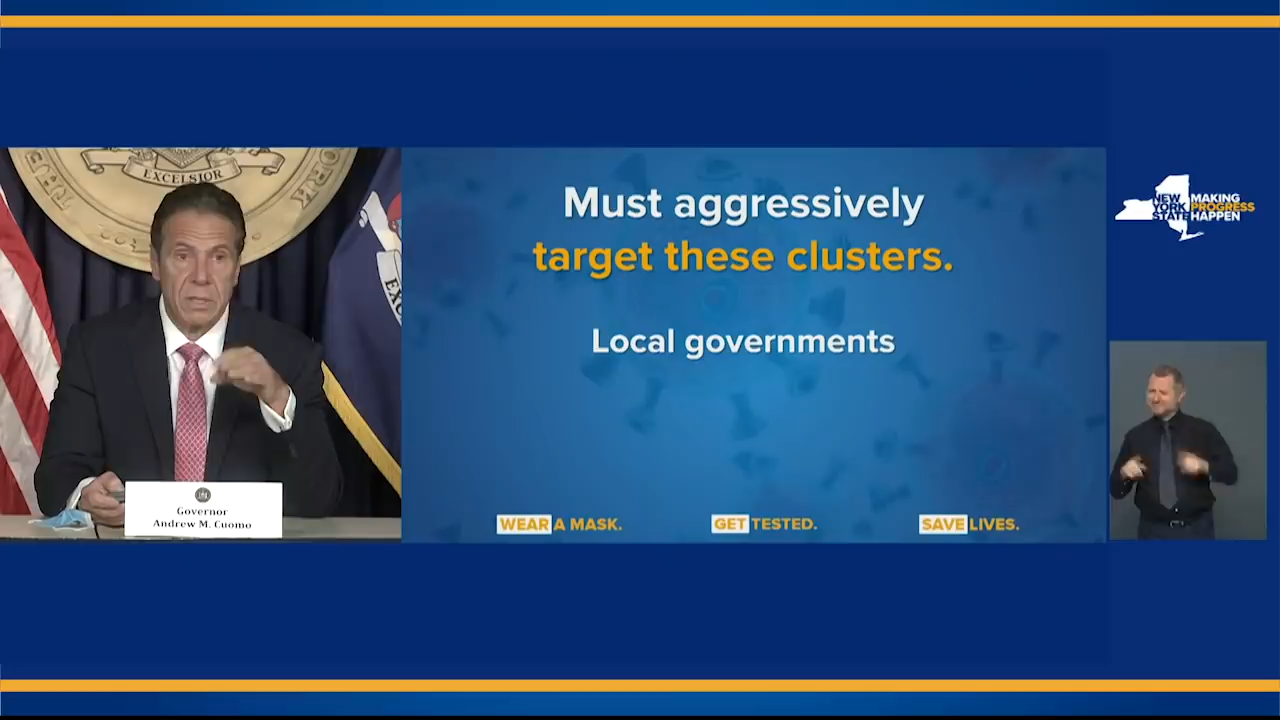 EXCELSIOR
Governor
Andrew M. Cuomo
Must aggressively
target these clusters.
Local governments
WEAR A MASK.
GET TESTED.
SAVE LIVES.
NEW
YORK
STATE
MAKING
PROGRESS
HAPPEN